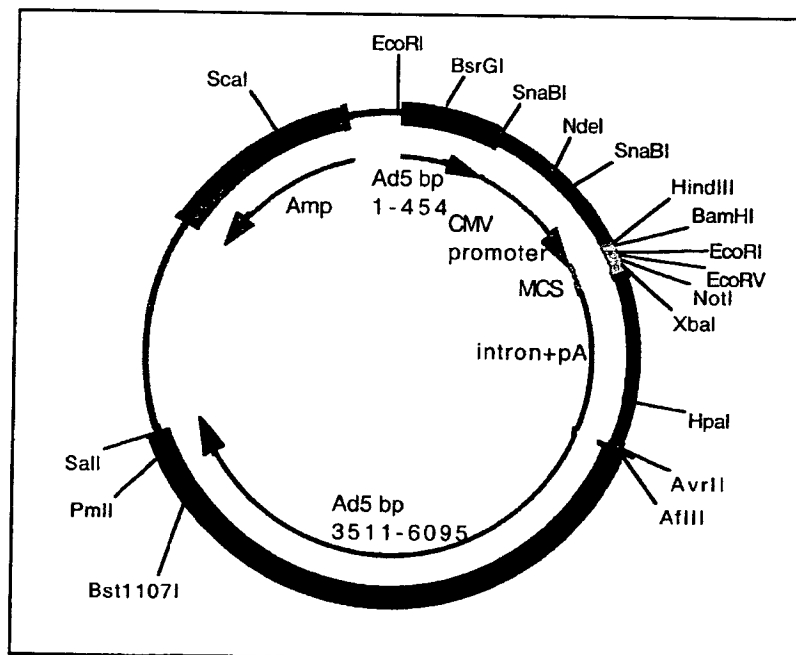 EcoRI
BsrGI
SnaBI
NdeI
SnaBI
HindIII
BamHI
EcoRI
EcoRV
NotI
XbaI
HpaI
AvrII
AflII
Bst1107I
PmlI
SalI
ScaI
Amp
Ad5 bp
1-454
CMV
promoter
MCS
intron+pA
Ad5 bp
3511-6095